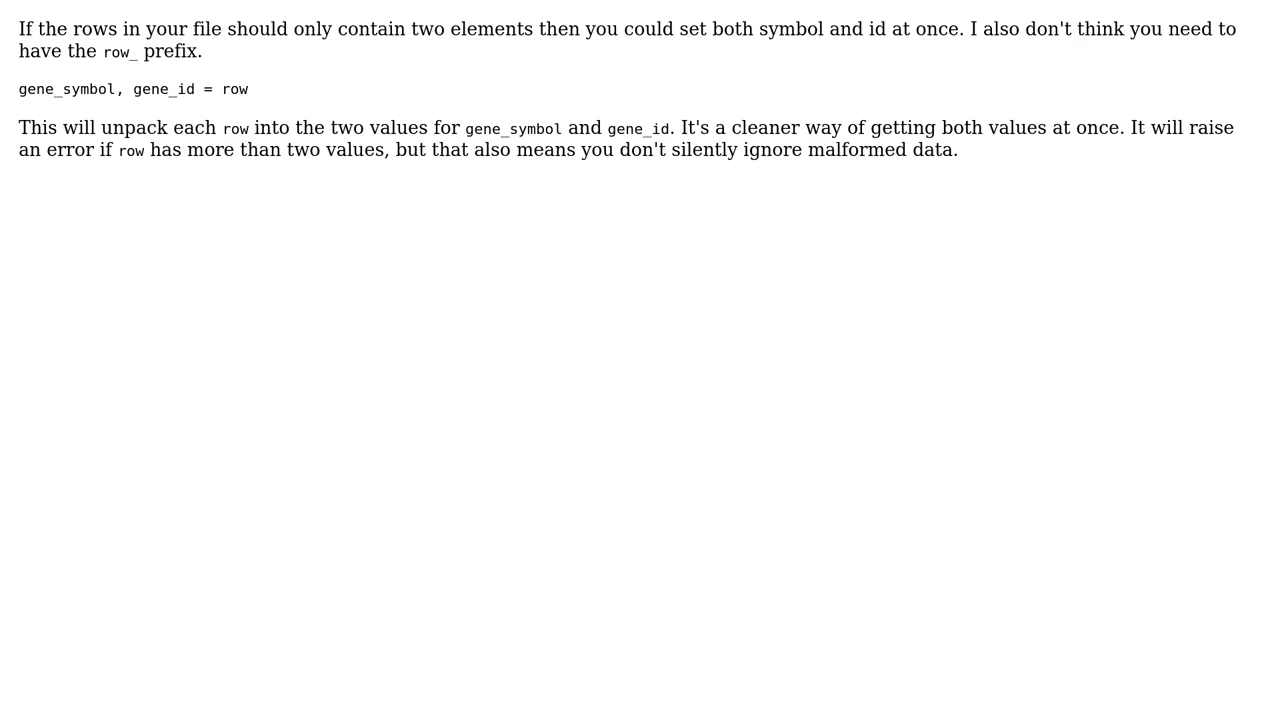 If the rows in your file should only contain two elements then you could set both symbol and id at once. I also don't think you need to
have the row_ prefix.
gene_symbol, gene_id = row
This will unpack each row into the two values for gene_symbol and gene_id. It's a cleaner way of getting both values at once. It will raise
an error if row has more than two values, but that also means you don't silently ignore malformed data.